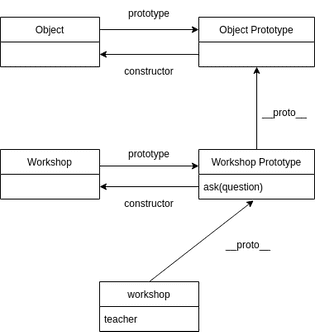 prototype
Object
Object Prototype
constructor
__proto__
prototype
Workshop
Workshop Prototype
ask(question)
constructor
__proto__
workshop
teacher